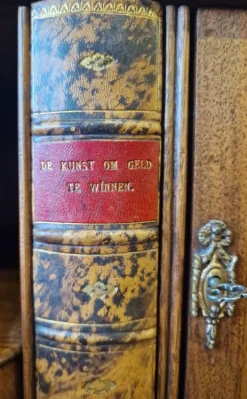 DE KUNST OM GELD
TE WINNEN.